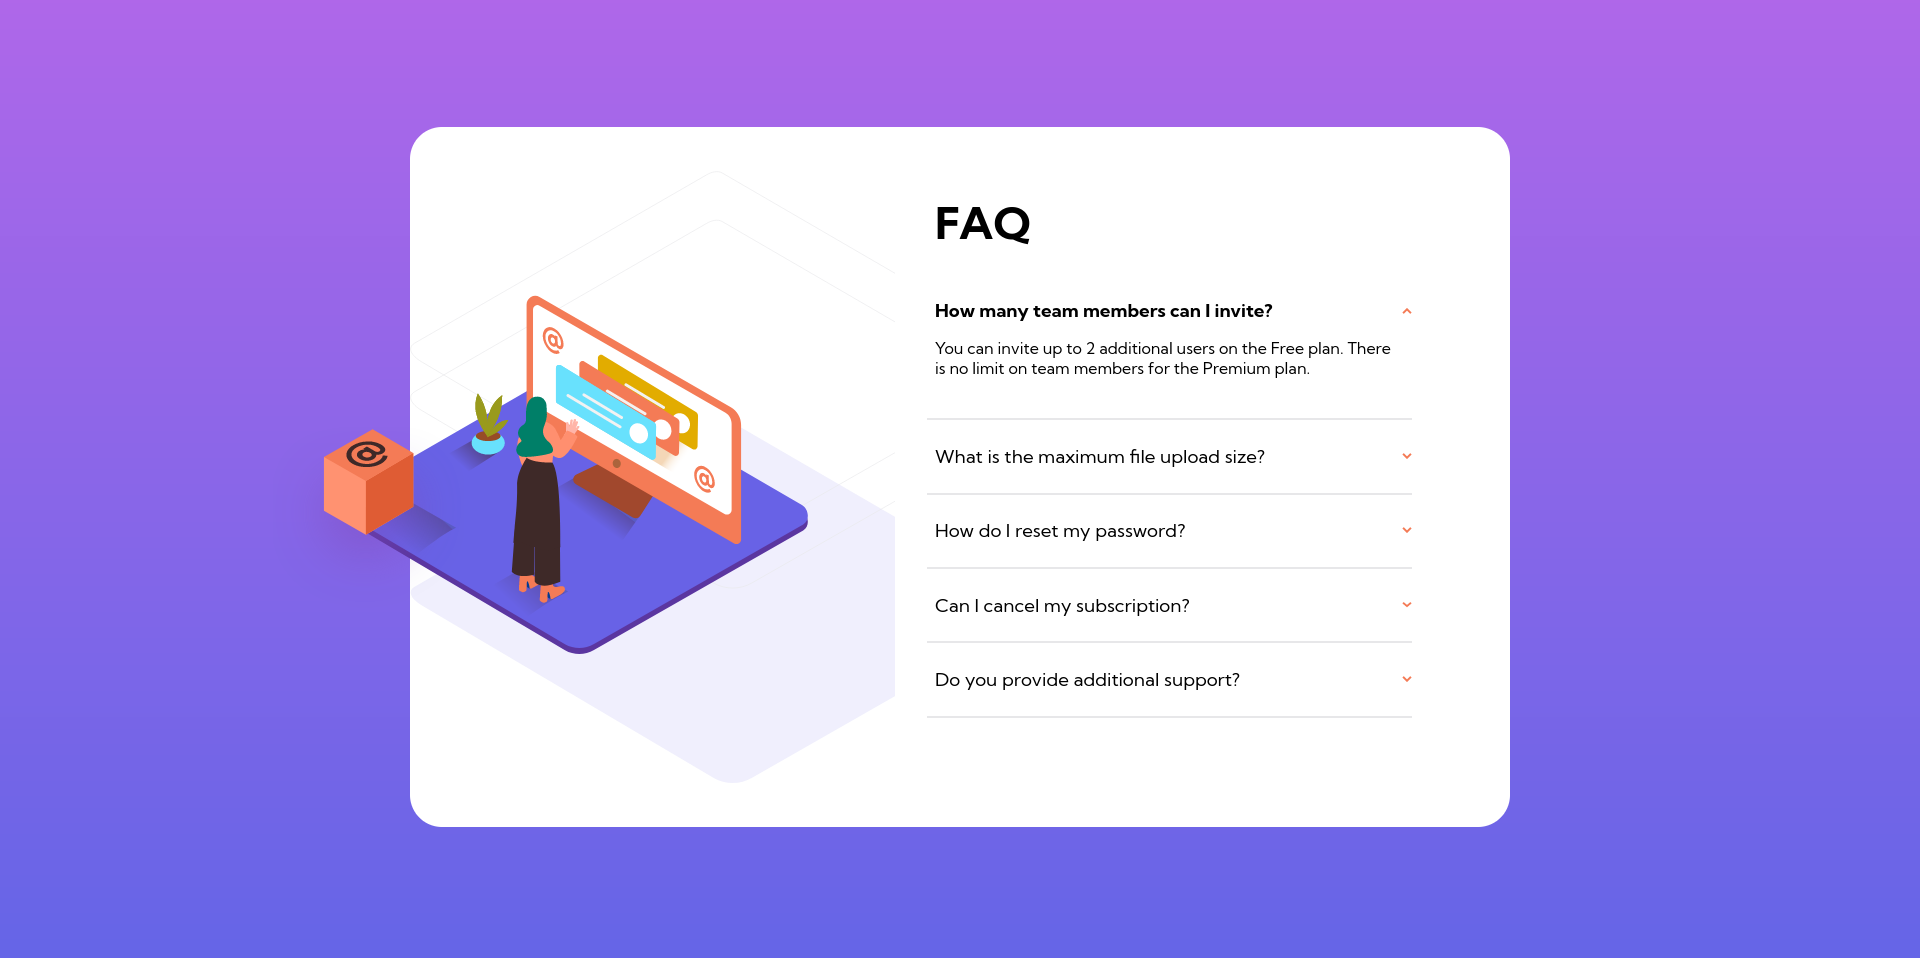 FAQ
How many team members can I invite?
You can invite up to 2 additional users on the Free plan. There
is no limit on team members for the Premium plan.
What is the maximum file upload size?
How do I reset my password?
Can I cancel my subscription?
Do you provide additional support?
@
@
@